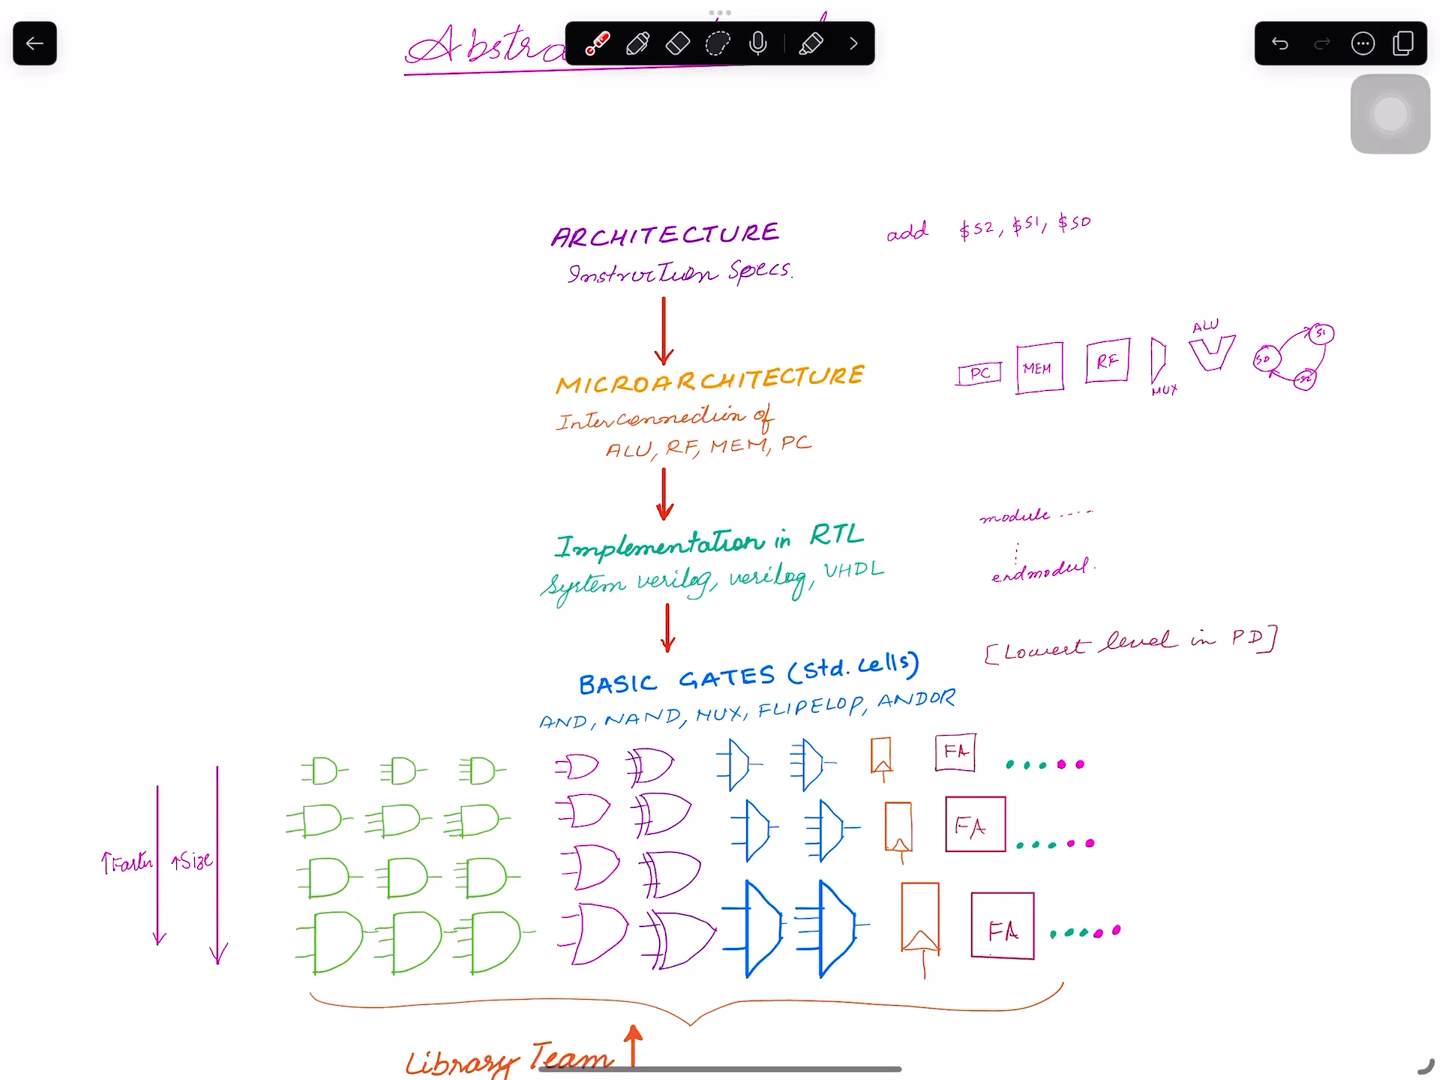 ARCHITECTURE
Instruction Specs.
add $S2, $S1, $S0
MICROARCHITECTURE
Interconnection of
ALU, RF, MEM, PC
PC
MEM
RF
MUX
ALU
S0
S1
S2
Implementation in RTL
System verilog, verilog, VHDL
module ----
endmodul.
BASIC GATES (Std. Cells)
AND, NAND, MUX, FLIPFLOP, ANDOR
[Lowest level in PD]
FA
FA
FA
↑Faster
↑Size
Library Team